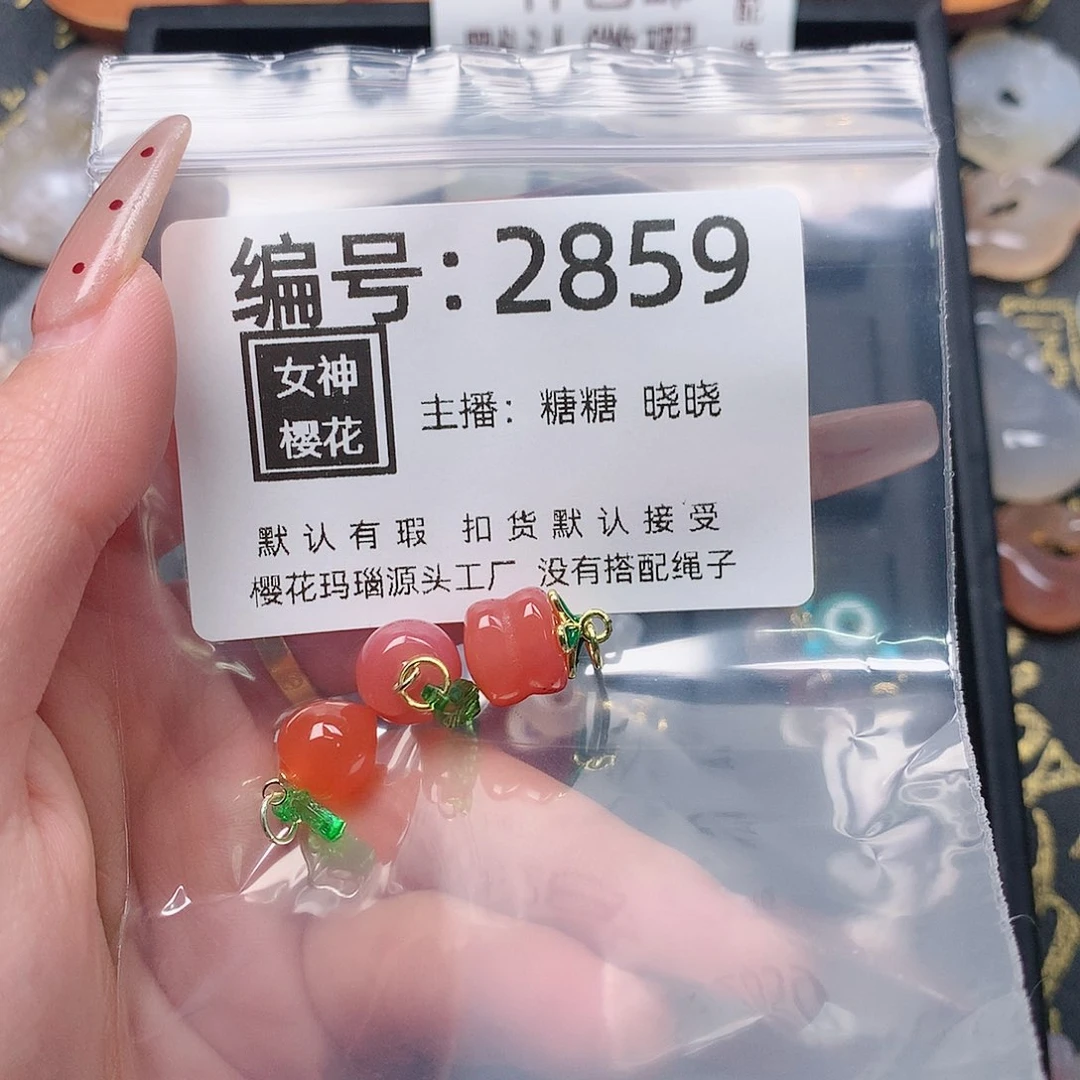 编号：2859
女神
樱花
主播：糖糖 晓晓
默认有瑕 扣货默认接受
樱花玛瑙源头工厂 没有搭配绳子